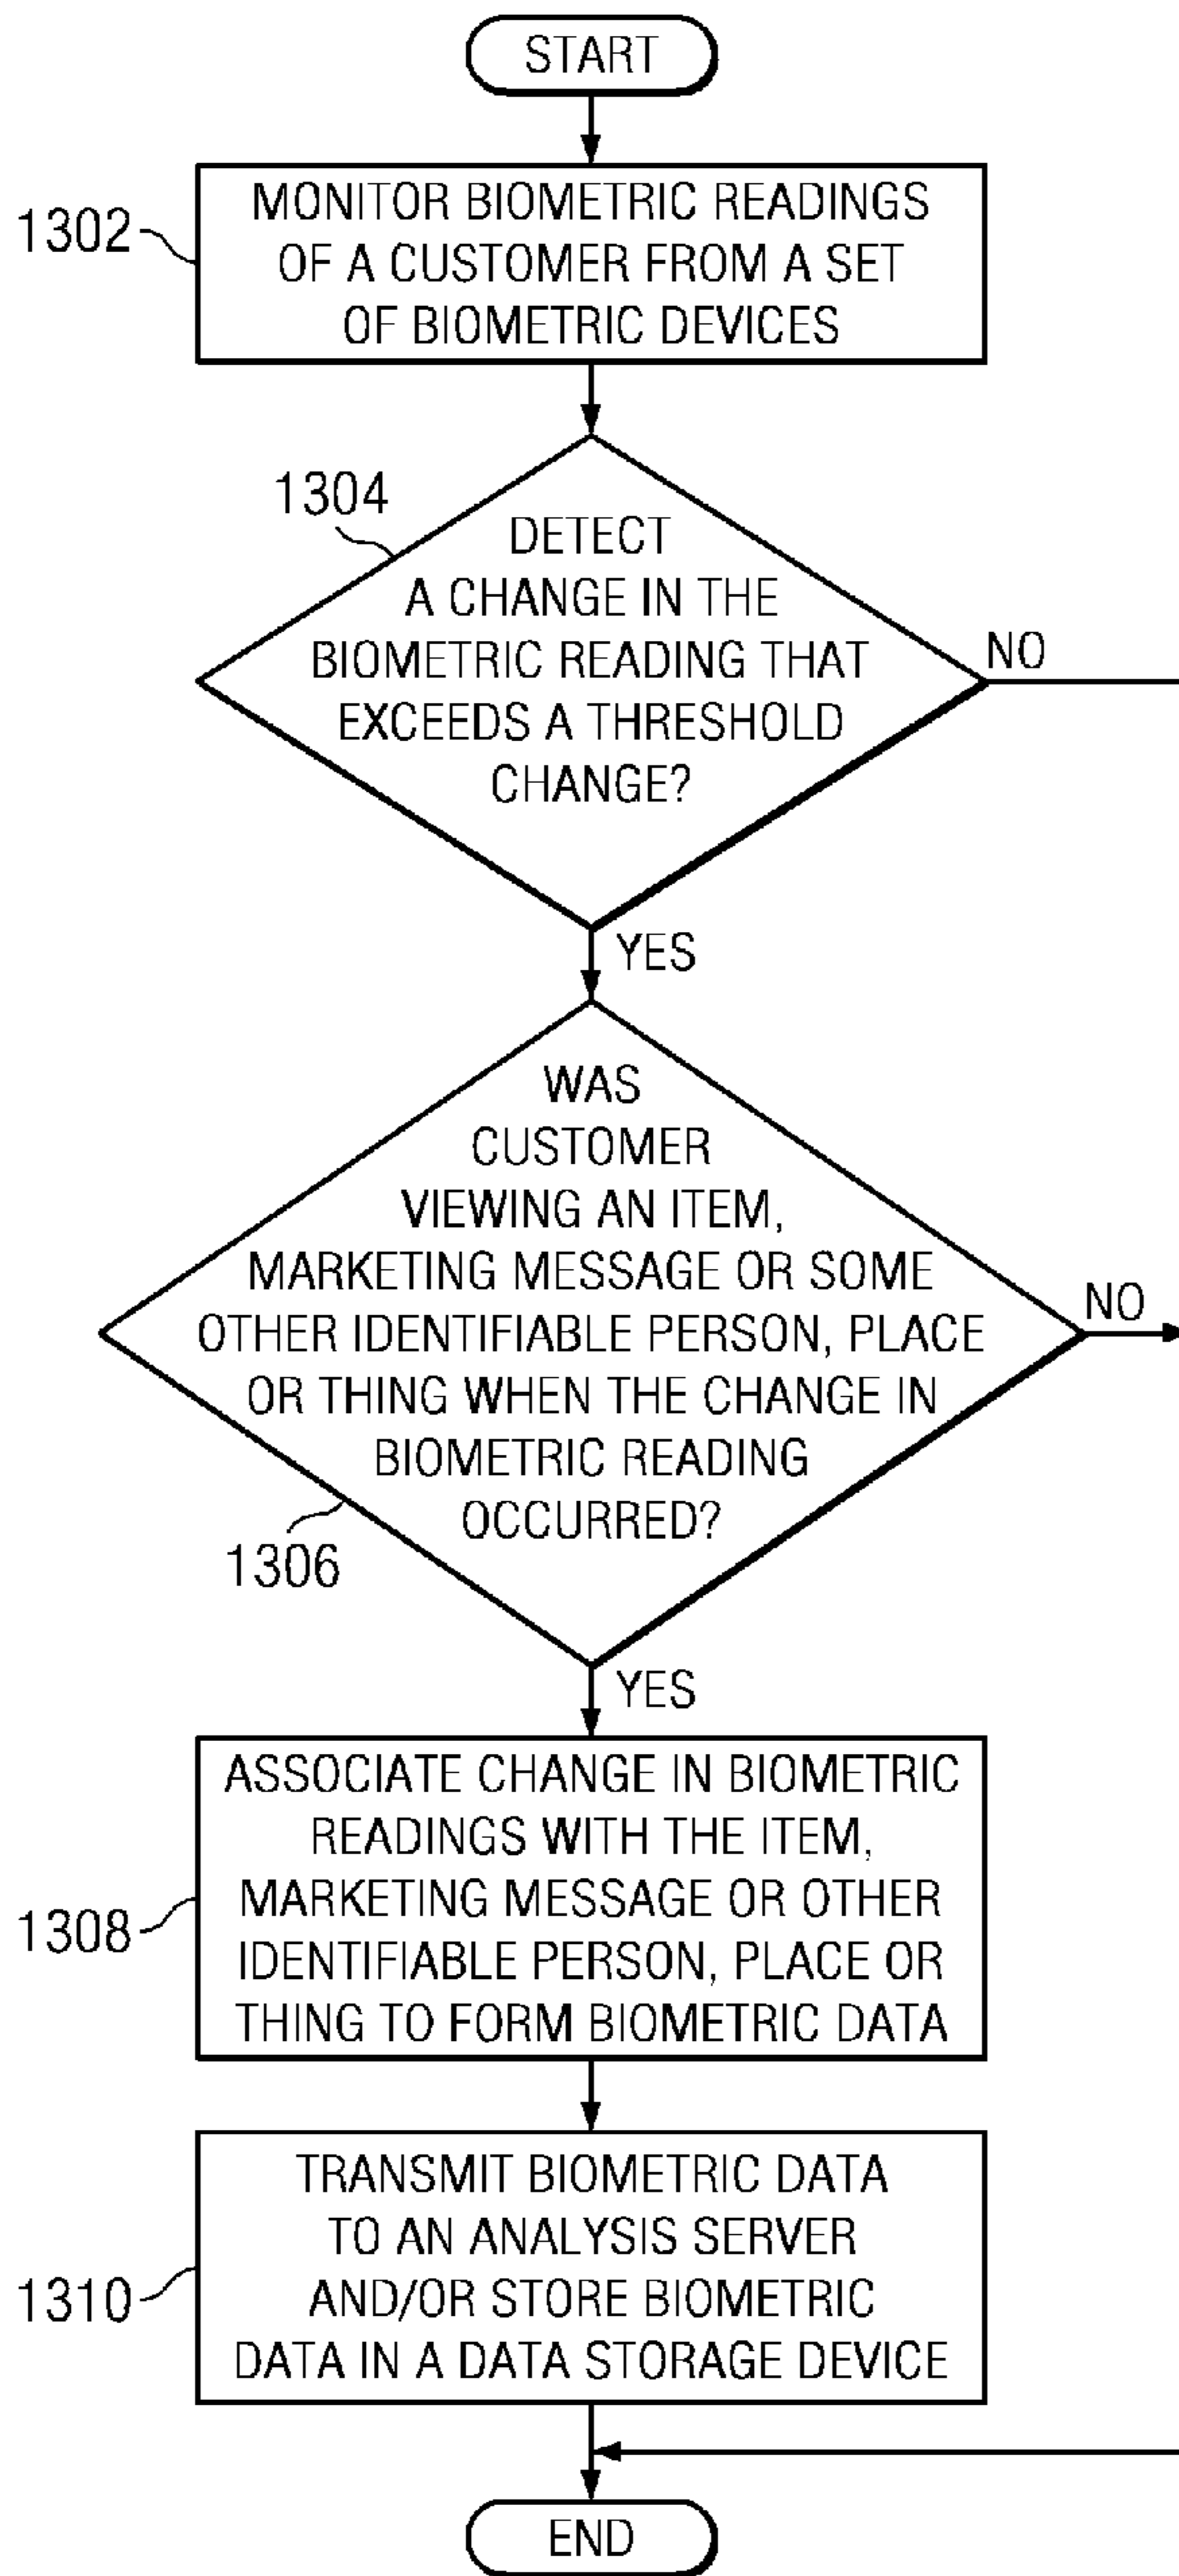 START
1302
MONITOR BIOMETRIC READINGS
OF A CUSTOMER FROM A SET
OF BIOMETRIC DEVICES
1304
DETECT
A CHANGE IN THE
BIOMETRIC READING THAT
EXCEEDS A THRESHOLD
CHANGE?
NO
YES
WAS
CUSTOMER
VIEWING AN ITEM,
MARKETING MESSAGE OR SOME
OTHER IDENTIFIABLE PERSON, PLACE
OR THING WHEN THE CHANGE IN
BIOMETRIC READING
OCCURRED?
NO
1306
YES
ASSOCIATE CHANGE IN BIOMETRIC
READINGS WITH THE ITEM,
MARKETING MESSAGE OR OTHER
IDENTIFIABLE PERSON, PLACE OR
THING TO FORM BIOMETRIC DATA
1308
TRANSMIT BIOMETRIC DATA
TO AN ANALYSIS SERVER
AND/OR STORE BIOMETRIC
DATA IN A DATA STORAGE DEVICE
1310
END